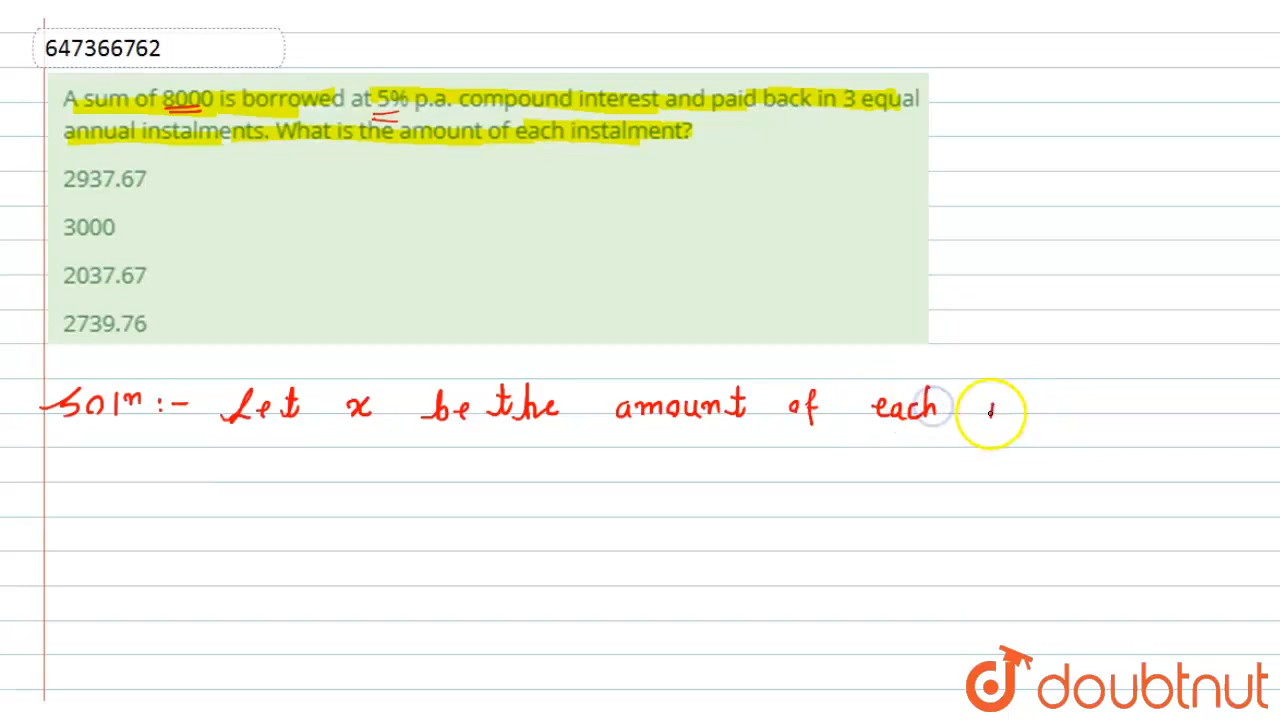 647366762
A sum of 8000 is borrowed at 5% p.a. compound interest and paid back in 3 equal
annual instalments. What is the amount of each instalment?
2937.67
3000
2037.67
2739.76
Solⁿ :- Let x be the amount of each
doubtnut